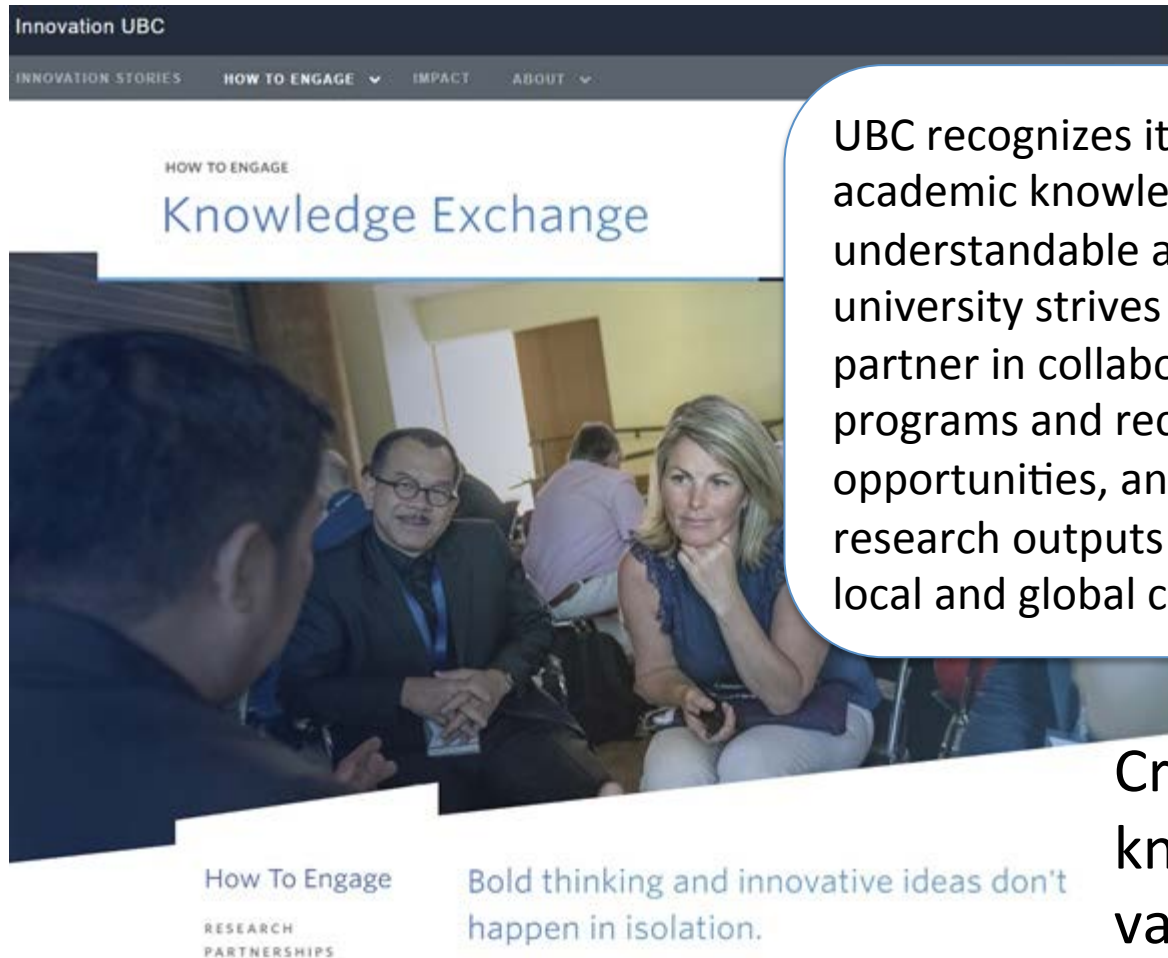 Innovation UBC
INNOVATION STORIES HOW TO ENGAGE IMPACT ABOUT
HOW TO ENGAGE
Knowledge Exchange
UBC recognizes it
academic knowle
understandable a
university strives
partner in collabo
programs and rec
opportunities, an
research outputs
local and global c
Cr
kn
va
How To Engage
RESEARCH
PARTNERSHIPS
Bold thinking and innovative ideas don't
happen in isolation.